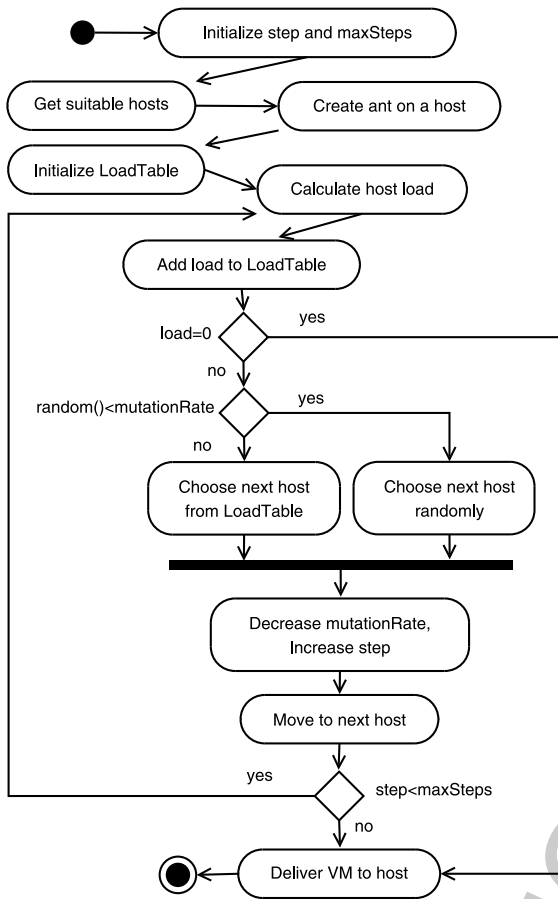 Initialize step and maxSteps
Get suitable hosts
Create ant on a host
Initialize LoadTable
Calculate host load
Add load to LoadTable
load=0
yes
no
random()<mutationRate
yes
no
Choose next host
from LoadTable
Choose next host
randomly
Decrease mutationRate,
Increase step
Move to next host
yes
step<maxSteps
no
Deliver VM to host